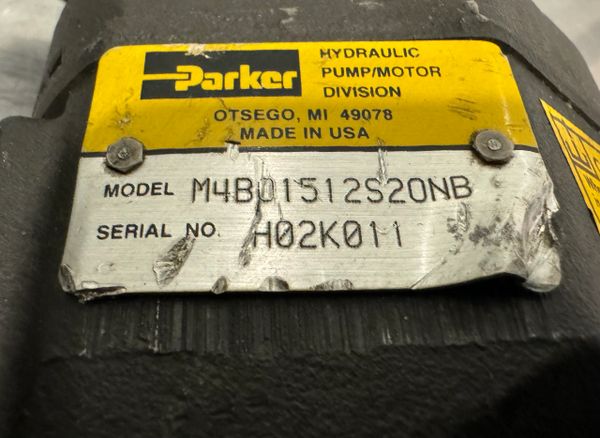 Parker
HYDRAULIC
PUMP/MOTOR
DIVISION
OTSEGO, MI 49078
MADE IN USA
MODEL M4B01512S20NB
SERIAL NO. H02K011